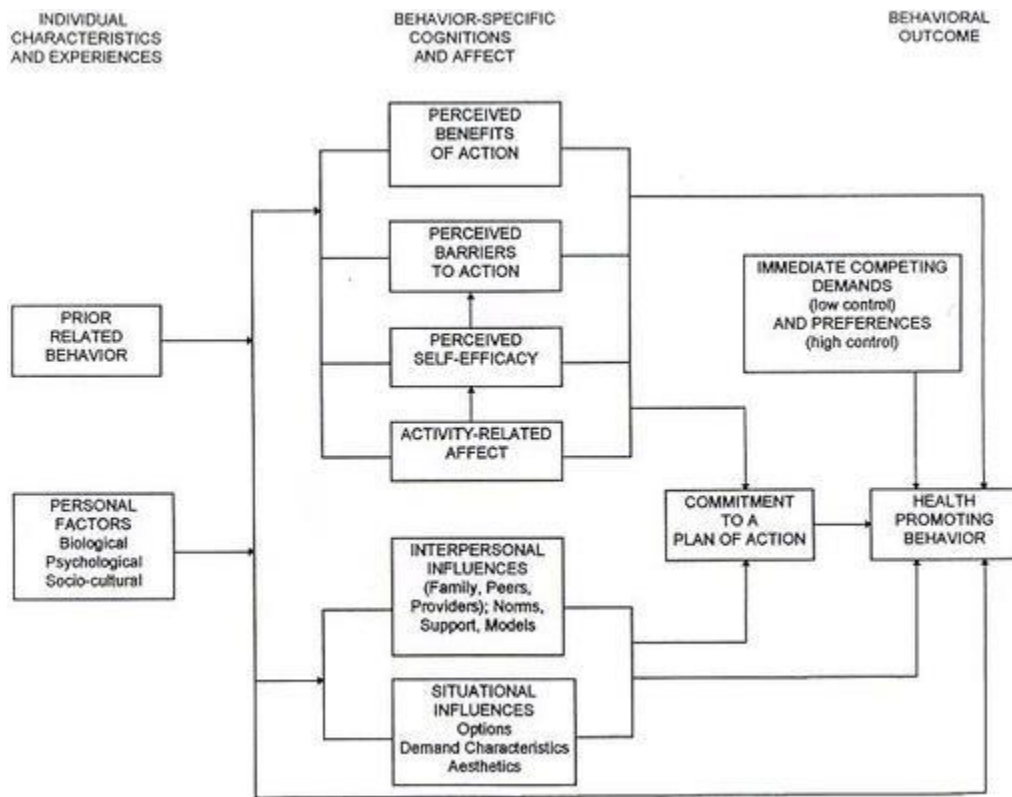 INDIVIDUAL
CHARACTERISTICS
AND EXPERIENCES
BEHAVIOR-SPECIFIC
COGNITIONS
AND AFFECT
BEHAVIORAL
OUTCOME
PERCEIVED
BENEFITS
OF ACTION
PERCEIVED
BARRIERS
TO ACTION
IMMEDIATE COMPETING
DEMANDS
(low control)
AND PREFERENCES
(high control)
PRIOR
RELATED
BEHAVIOR
PERCEIVED
SELF-EFFICACY
ACTIVITY-RELATED
AFFECT
PERSONAL
FACTORS
Biological
Psychological
Socio-cultural
COMMITMENT
TO A
PLAN OF ACTION
HEALTH
PROMOTING
BEHAVIOR
INTERPERSONAL
INFLUENCES
(Family, Peers,
Providers); Norms,
Support, Models
SITUATIONAL
INFLUENCES
Options
Demand Characteristics
Aesthetics